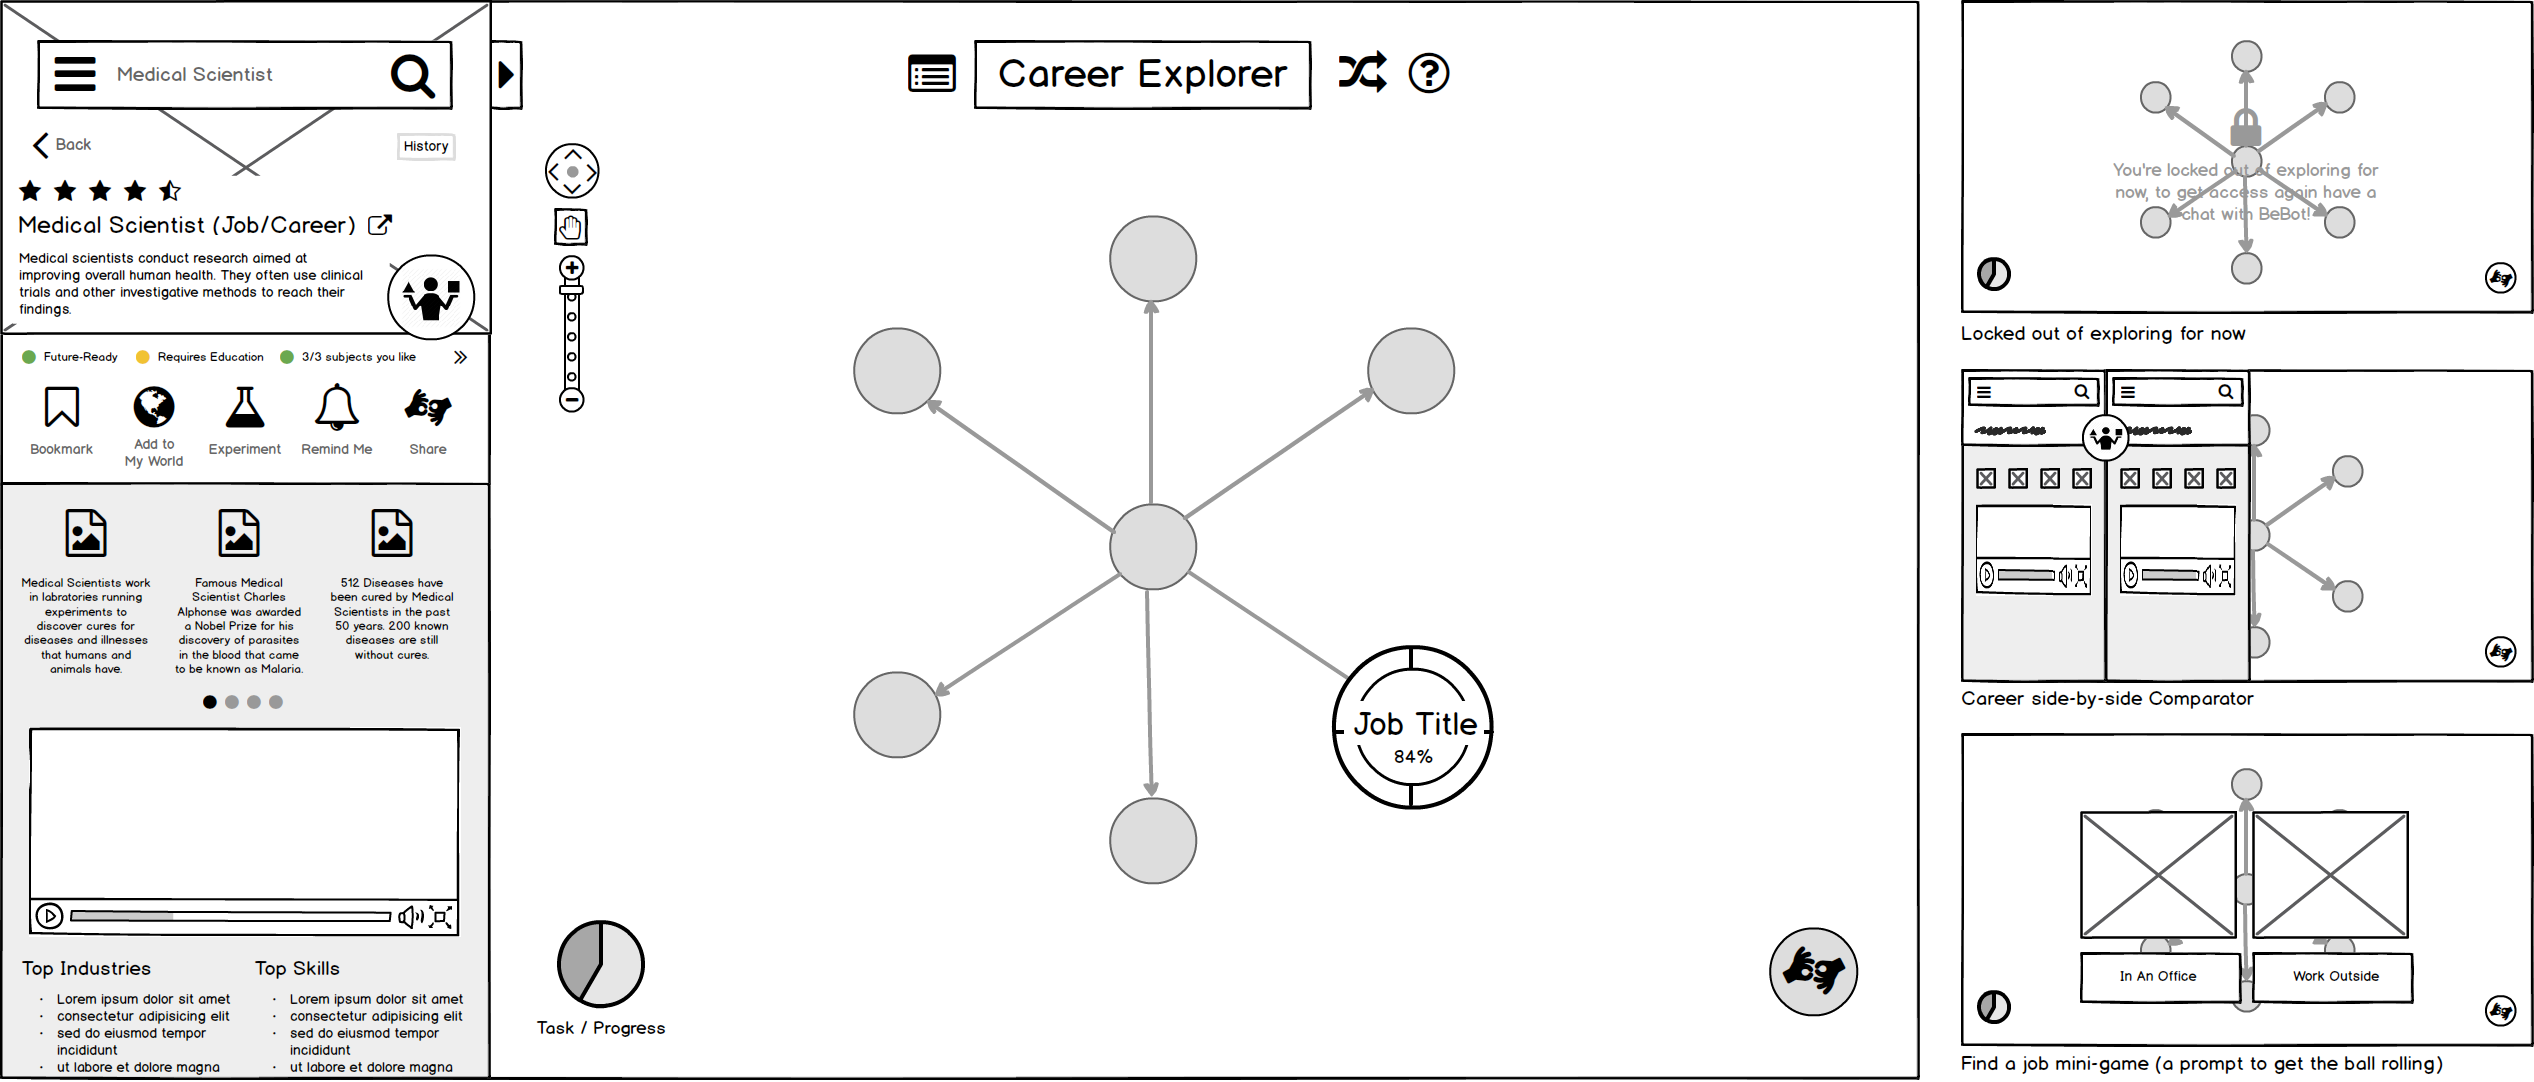 Medical Scientist
Back
History
Medical Scientist (Job/Career)
Medical scientists conduct research aimed at
improving overall human health. They often use clinical
trials and other investigative methods to reach their
findings.
Future-Ready
Requires Education
3/3 subjects you like
Bookmark
Add to
My World
Experiment
Remind Me
Share
Medical Scientists work
in labratories running
experiments to
discover cures for
diseases and illnesses
that humans and
animals have.
Famous Medical
Scientist Charles
Alphonse was awarded
a Nobel Prize for his
discovery of parasites
in the blood that came
to be known as Malaria.
512 Diseases have
been cured by Medical
Scientists in the past
50 years. 200 known
diseases are still
without cures.
Top Industries
Lorem ipsum dolor sit amet
consectetur adipisicing elit
sed do eiusmod tempor
incididunt
ut labore et dolore magna
Top Skills
Lorem ipsum dolor sit amet
consectetur adipisicing elit
sed do eiusmod tempor
incididunt
ut labore et dolore magna
Career Explorer
Job Title
84%
Task / Progress
You're locked out of exploring for
now, to get access again have a
chat with BeBot!
Locked out of exploring for now
Career side-by-side Comparator
In An Office
Work Outside
Find a job mini-game (a prompt to get the ball rolling)